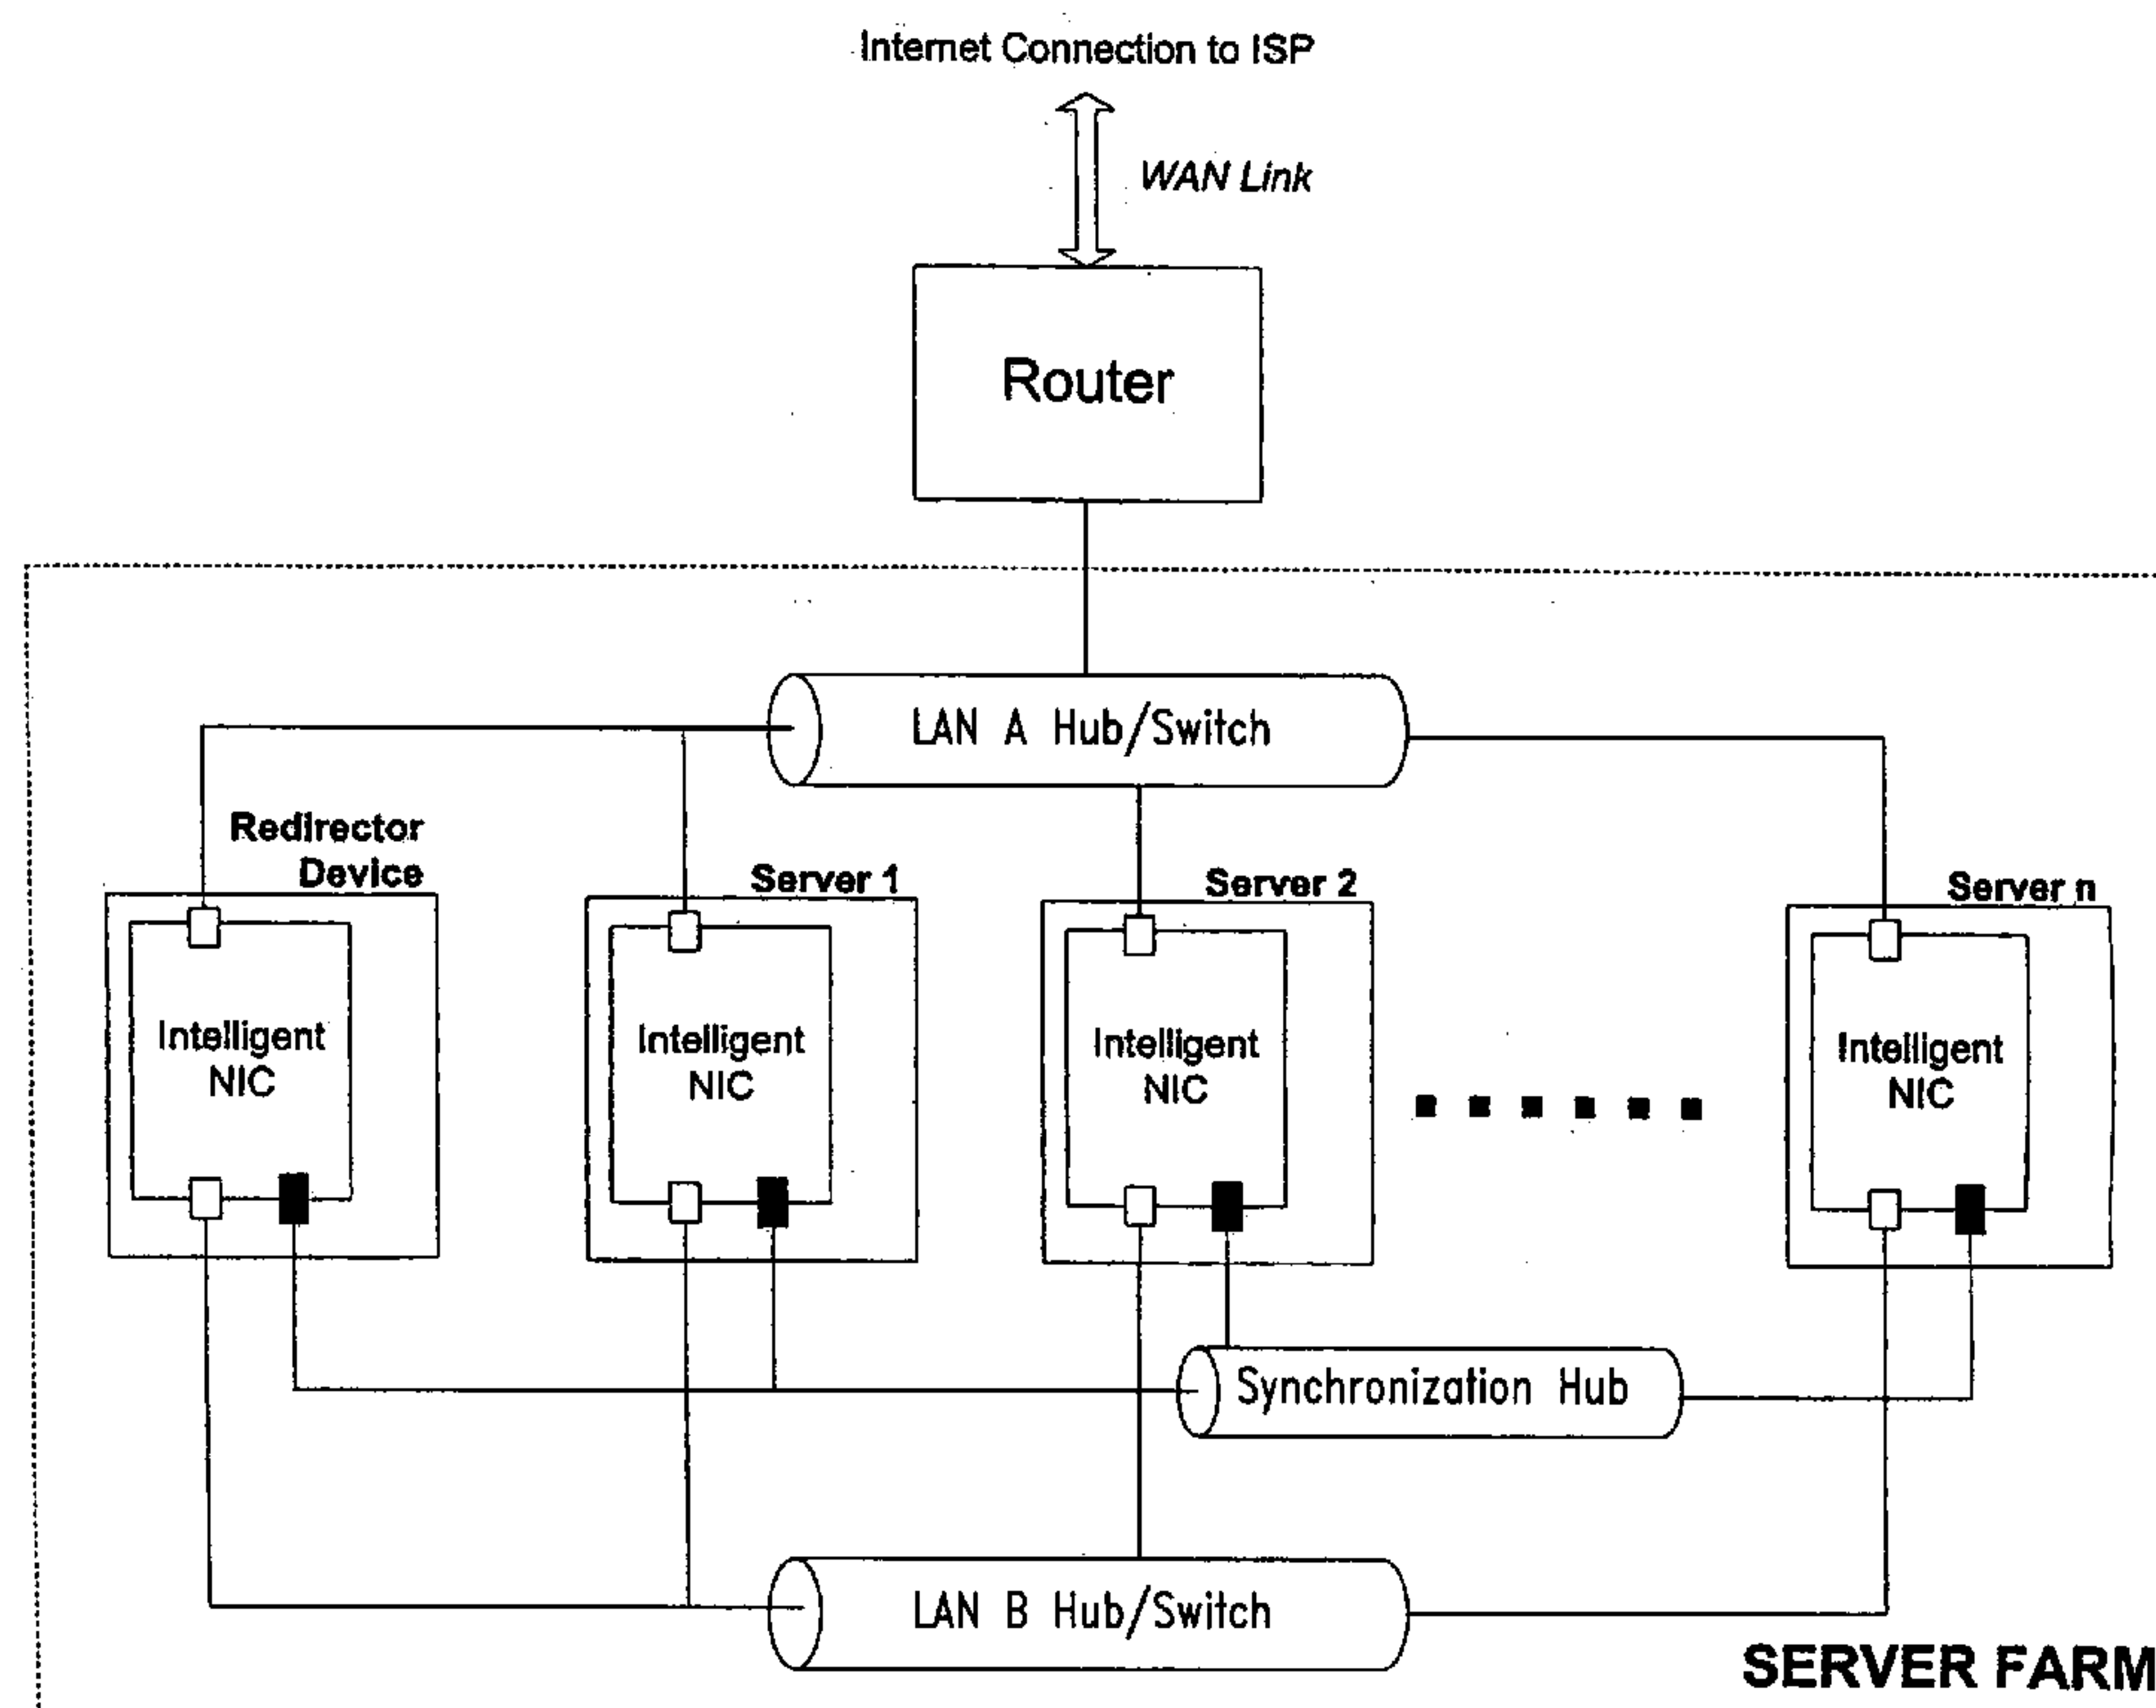 Internet Connection to ISP
WAN Link
Router
LAN A Hub/Switch
Redirector
Device
Server 1
Server 2
Server n
Intelligent
NIC
Intelligent
NIC
Intelligent
NIC
Intelligent
NIC
Synchronization Hub
LAN B Hub/Switch
SERVER FARM